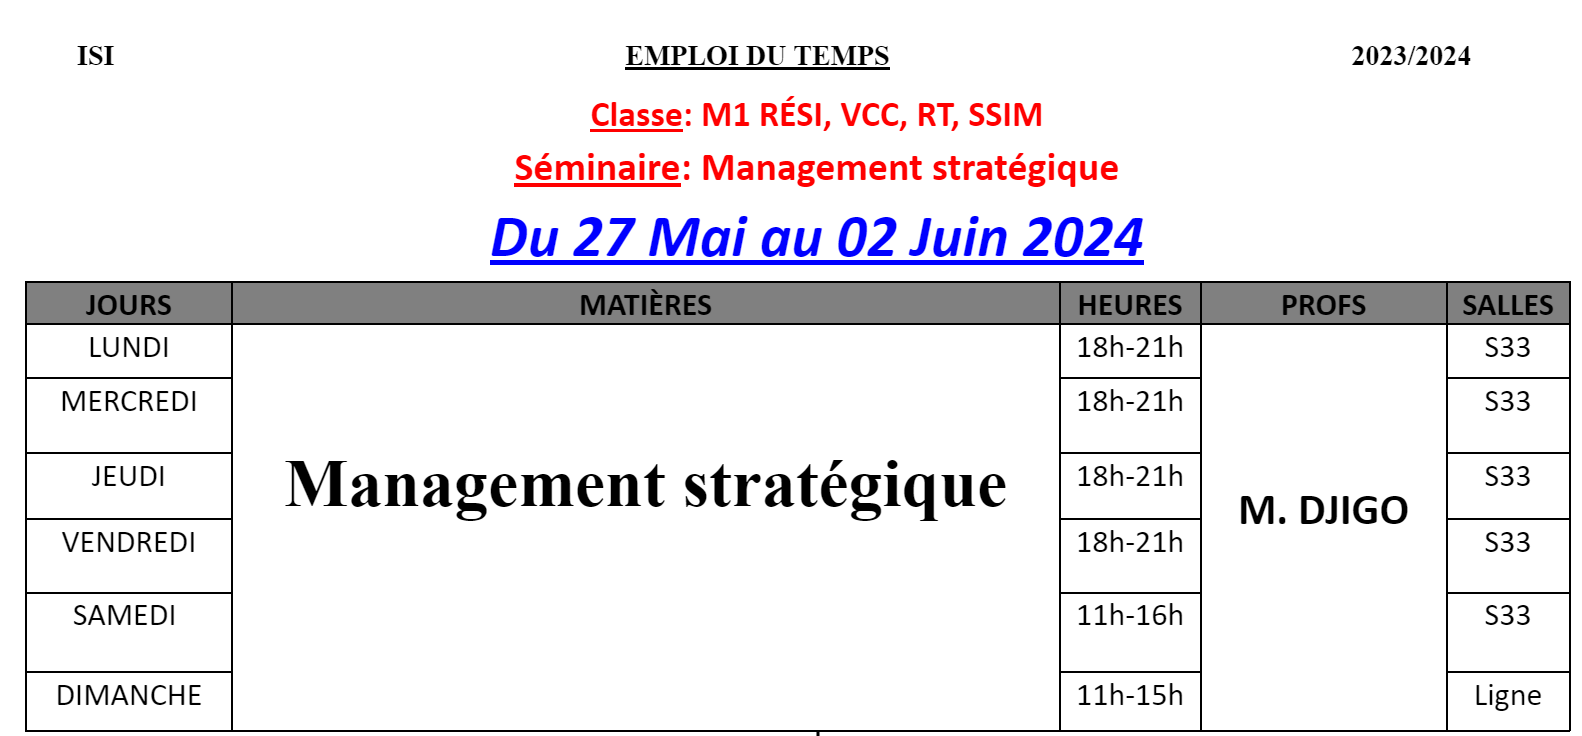 ISI EMPLOI DU TEMPS 2023/2024
Classe: M1 RÉSI, VCC, RT, SSIM
Séminaire: Management stratégique
Du 27 Mai au 02 Juin 2024
JOURS MATIÈRES HEURES PROFS SALLES
LUNDI 18h-21h S33
MERCREDI 18h-21h S33
JEUDI 18h-21h S33
Management stratégique
M. DJIGO
VENDREDI 18h-21h S33
SAMEDI 11h-16h S33
DIMANCHE 11h-15h Ligne